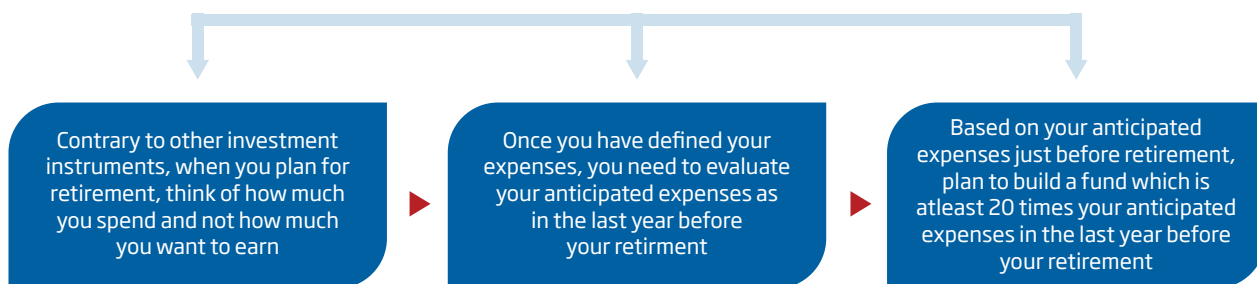 Contrary to other investment
instruments, when you plan for
retirement, think of how much
you spend and not how much
you want to earn
Once you have defined your
expenses, you need to evaluate
your anticipated expenses as
in the last year before
your retirment
Based on your anticipated
expenses just before retirement,
plan to build a fund which is
atleast 20 times your anticipated
expenses in the last year before
your retirement